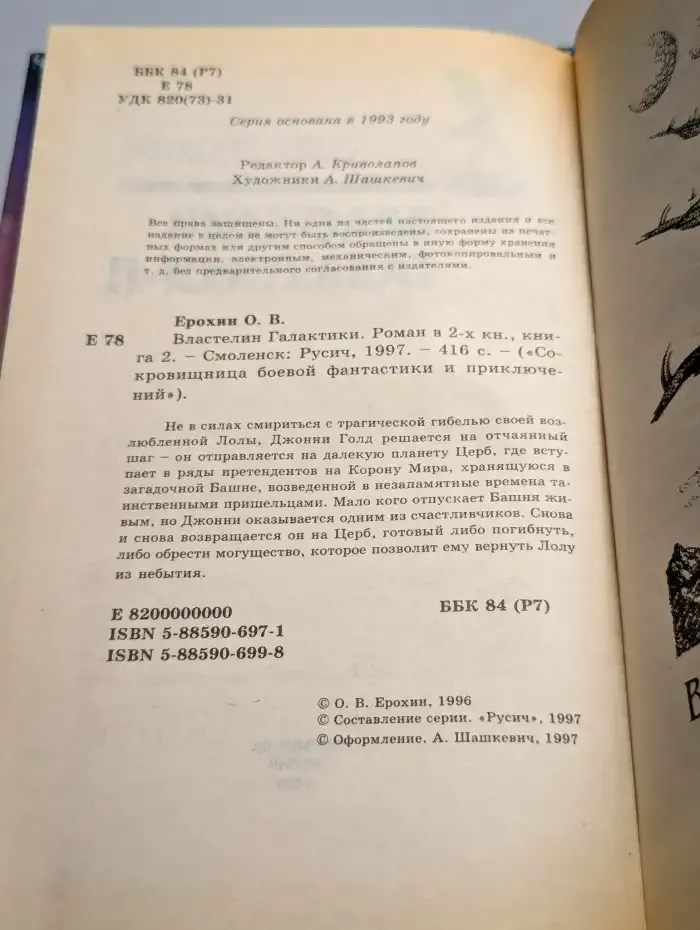 ББК 84 (Р7)
Е 78
УДК 820(73)-31
Серия основана в 1993 году
Редактор А. Криволапов
Художники А. Шашкевич
Все права защищены. Ни одна из частей настоящего издания и все
издание в целом не могут быть воспроизведены, сохранены на печат-
ных формах или другим способом обращены в иную форму хранения
информации: электронным, механическим, фотокопировальным и
т. д. без предварительного согласования с издателями.
Ерохин О. В.
Е 78 Властелин Галактики. Роман в 2-х кн., кни-
га 2. – Смоленск: Русич, 1997. – 416 с. – («Со-
кровищница боевой фантастики и приключе-
ний»).
Не в силах смириться с трагической гибелью своей воз-
любленной Лолы, Джонни Голд решается на отчаянный
шаг – он отправляется на далекую планету Церб, где всту-
пает в ряды претендентов на Корону Мира, хранящуюся в
загадочной Башне, возведенной в незапамятные времена та-
инственными пришельцами. Мало кого отпускает Башня жи-
вым, но Джонни оказывается одним из счастливчиков. Снова
и снова возвращается он на Церб, готовый либо погибнуть,
либо обрести могущество, которое позволит ему вернуть Лолу
из небытия.
Е 8200000000 ББК 84 (Р7)
ISBN 5-88590-697-1
ISBN 5-88590-699-8
© О. В. Ерохин, 1996
© Составление серии. «Русич», 1997
© Оформление. А. Шашкевич, 1997